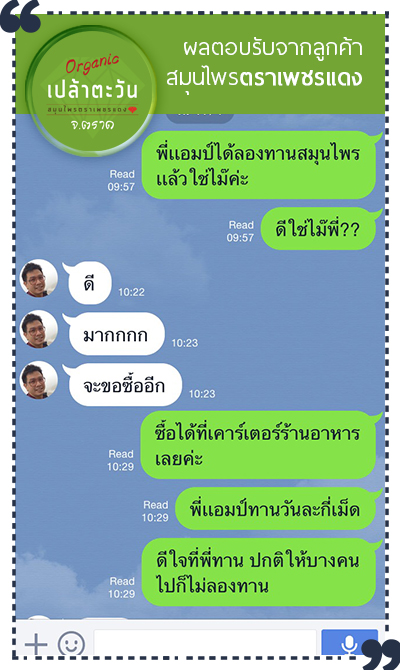 ผลตอบรับจากลูกค้า
สมุนไพรตราเพชรแดง
Organic
เปล้าตะวัน
สมุนไพรตราเพชรแดง
จ.ตราด
พี่แอมป์ได้ลองทานสมุนไพร
แล้วใช่ไม๊ค่ะ
Read
09:57
ดีใช่ไม๊พี่??
Read
09:57
ดี
10:22
มากกกก
10:23
จะขอซื้ออีก
10:23
ซื้อได้ที่เคาร์เตอร์ร้านอาหาร
เลยค่ะ
Read
10:29
พี่แอมป์ทานวันละกี่เม็ด
Read
10:29
ดีใจที่พี่ทาน ปกติให้บางคน
ไปก็ไม่ลองทาน
Read
10:29